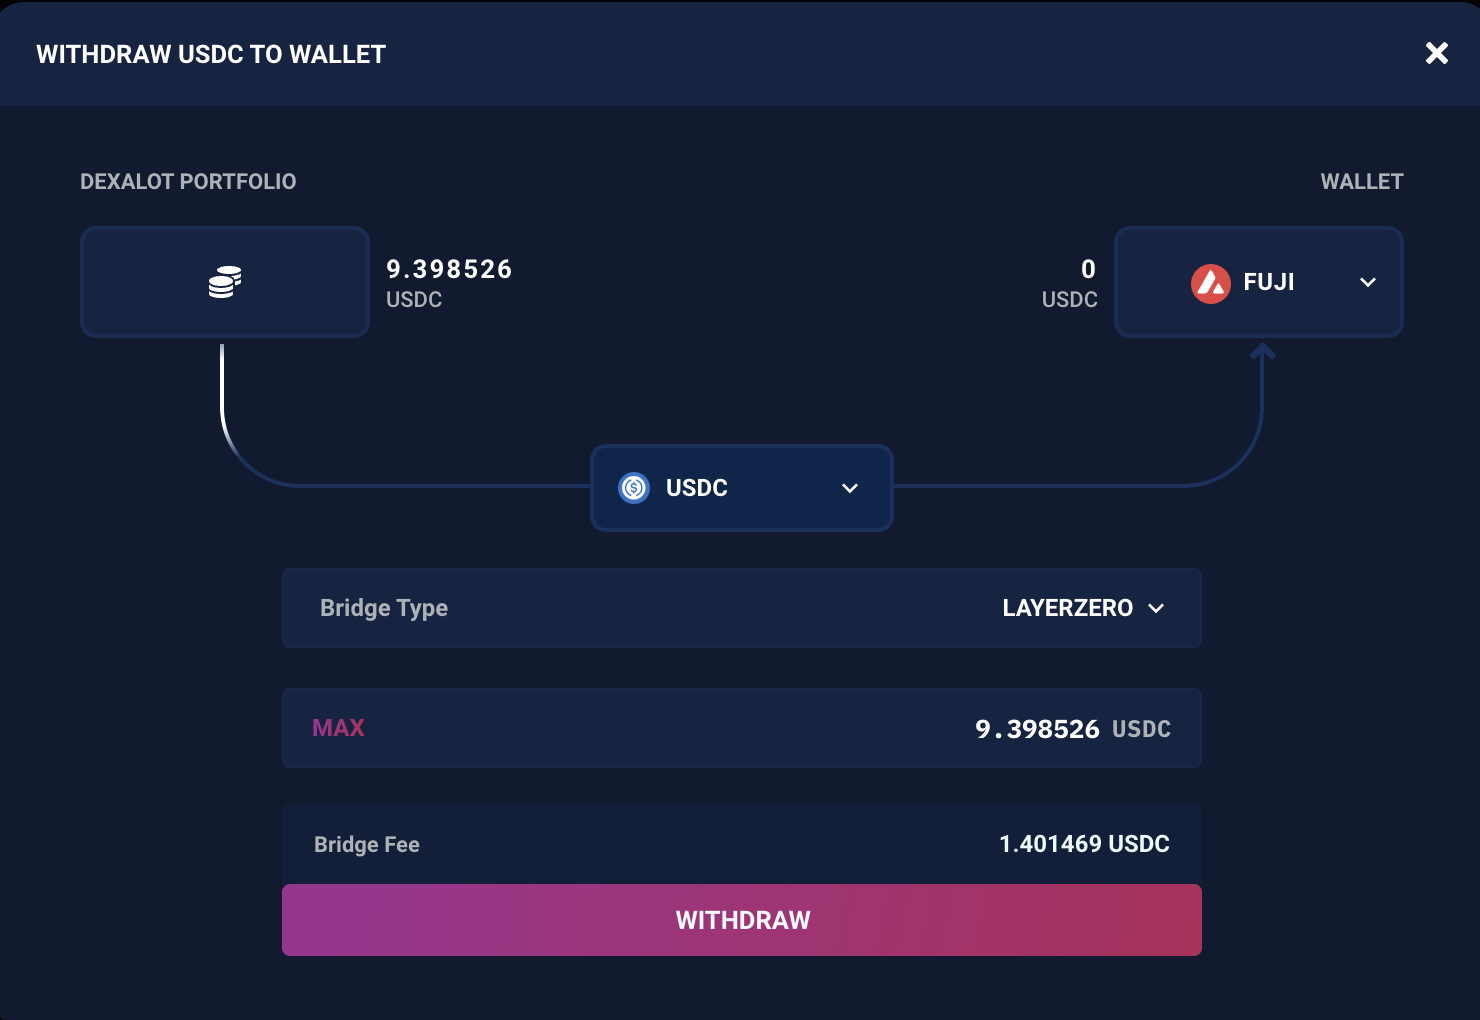 WITHDRAW USDC TO WALLET
DEXALOT PORTFOLIO
WALLET
9.398526
USDC
0
USDC
FUJI
USDC
Bridge Type
LAYERZERO
MAX
9.398526 USDC
Bridge Fee
1.401469 USDC
WITHDRAW